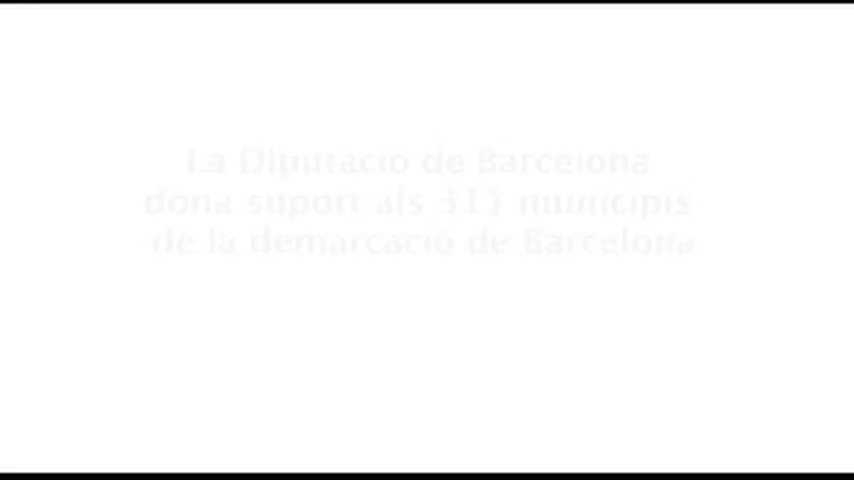 La Diputació de Barcelona
dona suport als 311 municipis
de la demarcació de Barcelona